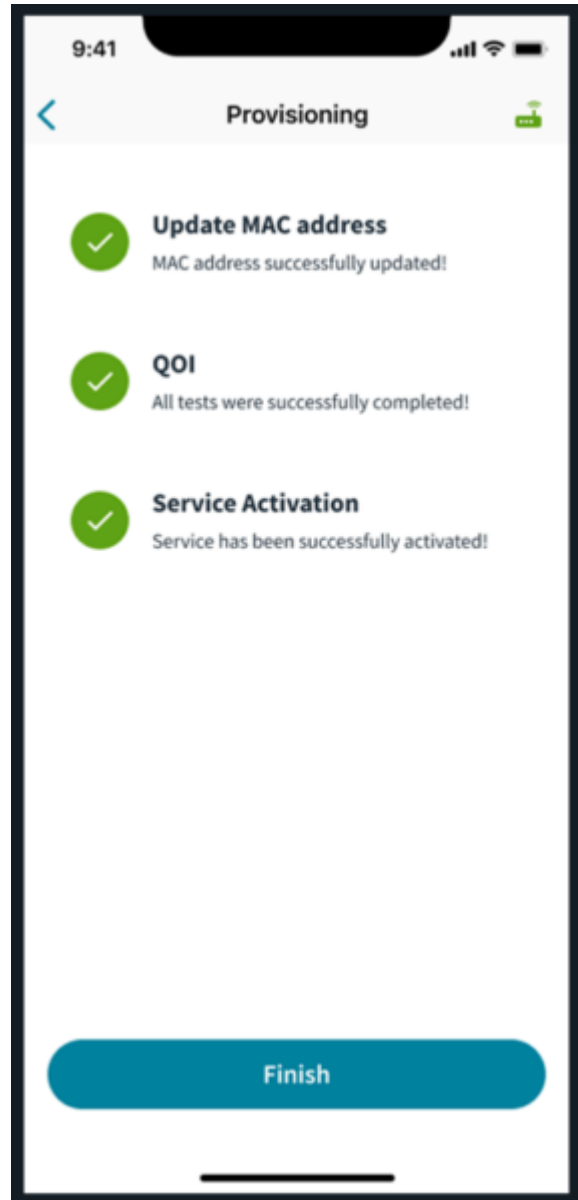 9:41
Provisioning
Update MAC address
MAC address successfully updated!
QOI
All tests were successfully completed!
Service Activation
Service has been successfully activated!
Finish